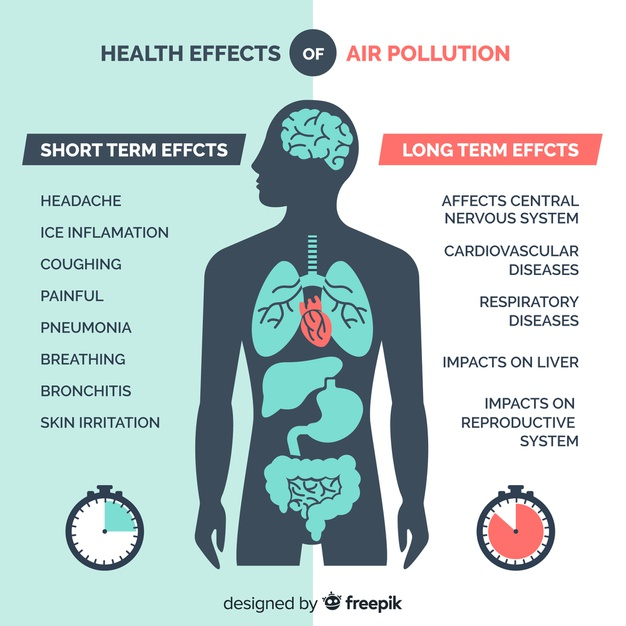 HEALTH EFFECTS OF AIR POLLUTION
SHORT TERM EFFCTS
HEADACHE
ICE INFLAMATION
COUGHING
PAINFUL
PNEUMONIA
BREATHING
BRONCHITIS
SKIN IRRITATION
LONG TERM EFFCTS
AFFECTS CENTRAL
NERVOUS SYSTEM
CARDIOVASCULAR
DISEASES
RESPIRATORY
DISEASES
IMPACTS ON LIVER
IMPACTS ON
REPRODUCTIVE
SYSTEM
designed by freepik